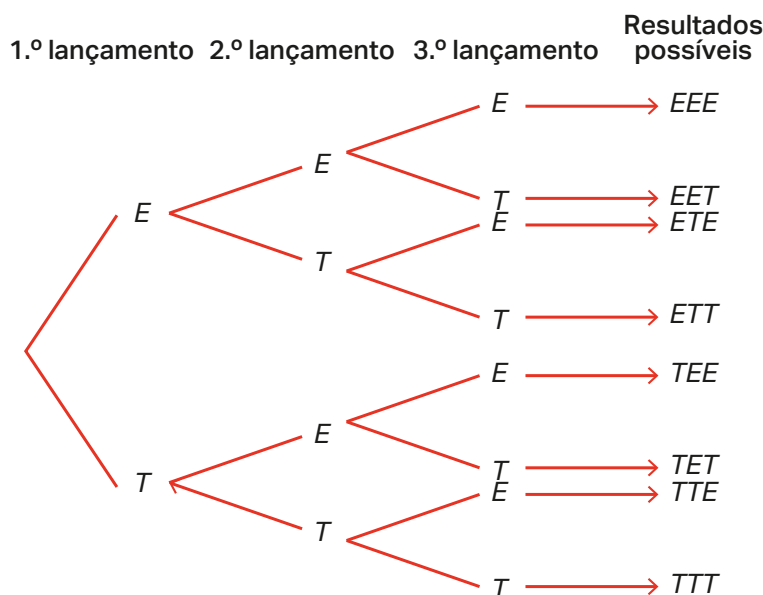 1.º lançamento 2.º lançamento 3.º lançamento Resultados possíveis
E EEE
E
T EET
E
E ETE
T
T ETT
E TEE
E
T TET
T
E TTE
T
T TTT